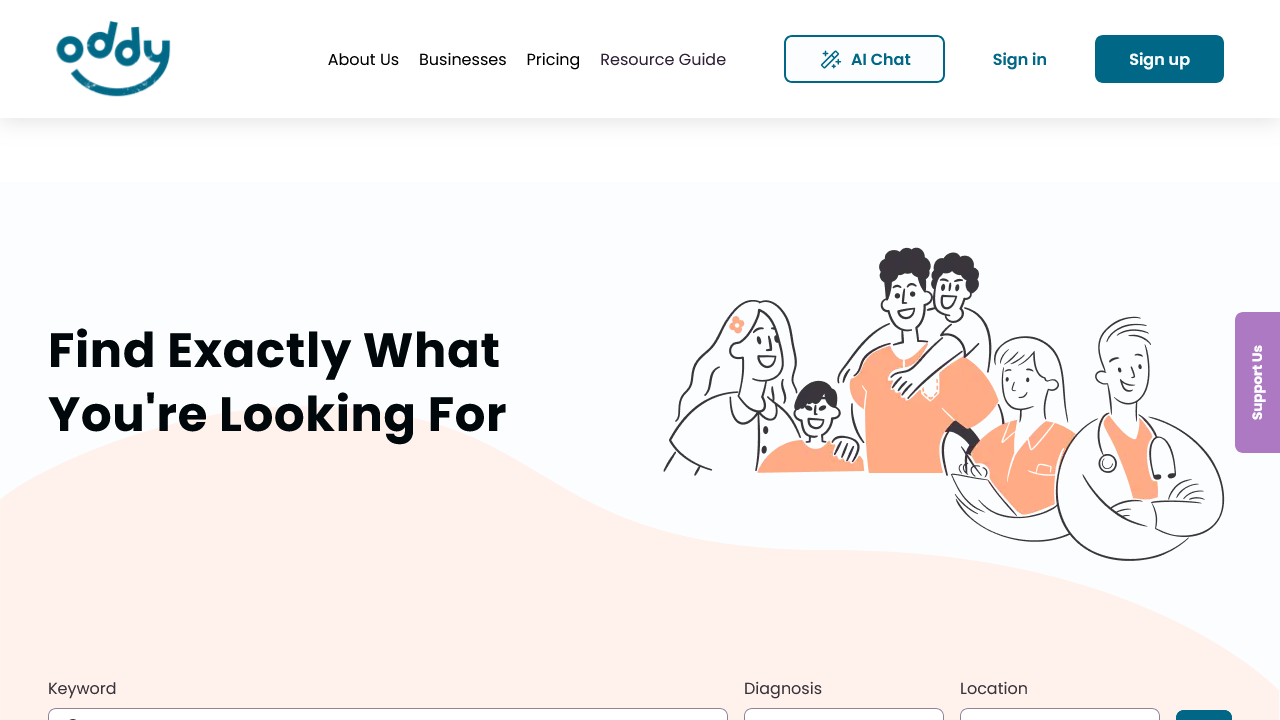 oddy
About Us Businesses Pricing Resource Guide AI Chat Sign in Sign up
Find Exactly What
You're Looking For
Support Us
Keyword Diagnosis Location